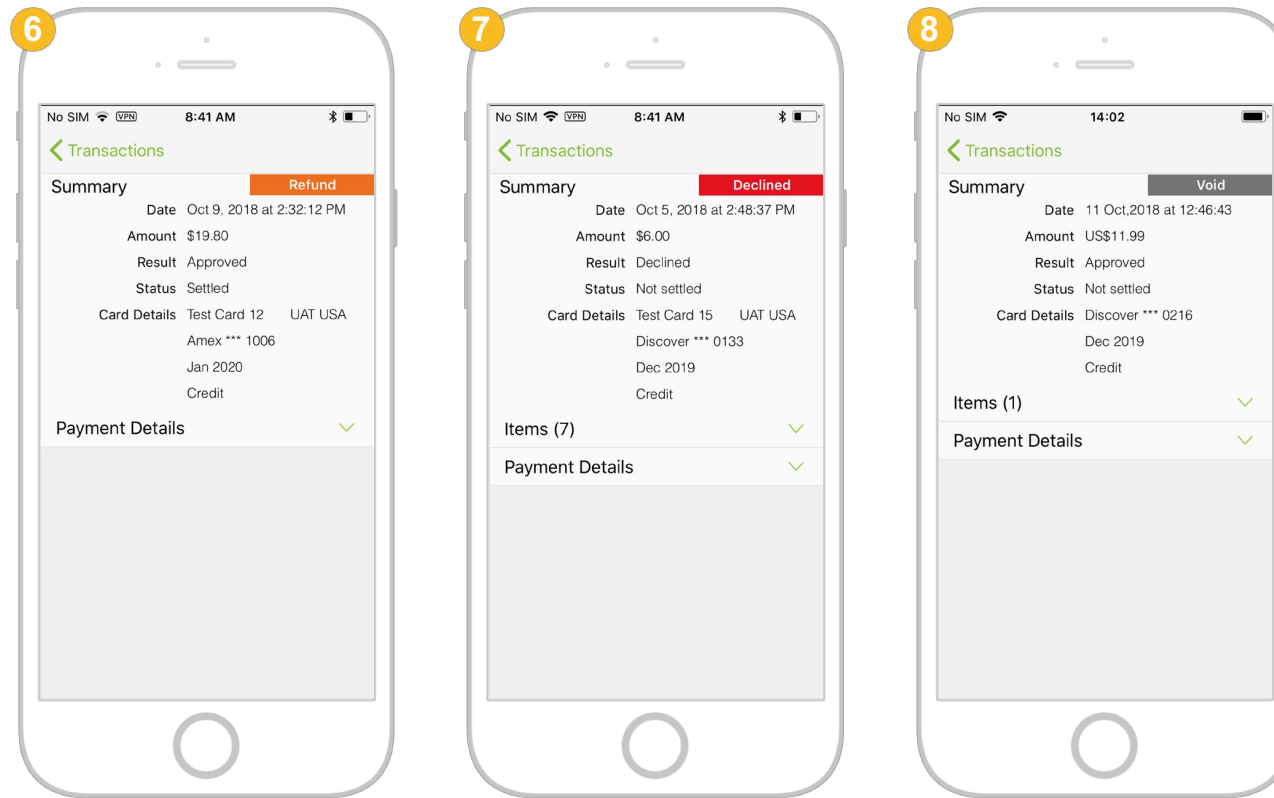 6
No SIM VPN 8:41 AM
Transactions
Summary Refund
Date Oct 9, 2018 at 2:32:12 PM
Amount $19.80
Result Approved
Status Settled
Card Details Test Card 12 UAT USA
Amex *** 1006
Jan 2020
Credit
Payment Details
7
No SIM VPN 8:41 AM
Transactions
Summary Declined
Date Oct 5, 2018 at 2:48:37 PM
Amount $6.00
Result Declined
Status Not settled
Card Details Test Card 15 UAT USA
Discover *** 0133
Dec 2019
Credit
Items (7)
Payment Details
8
No SIM 14:02
Transactions
Summary Void
Date 11 Oct,2018 at 12:46:43
Amount US$11.99
Result Approved
Status Not settled
Card Details Discover *** 0216
Dec 2019
Credit
Items (1)
Payment Details